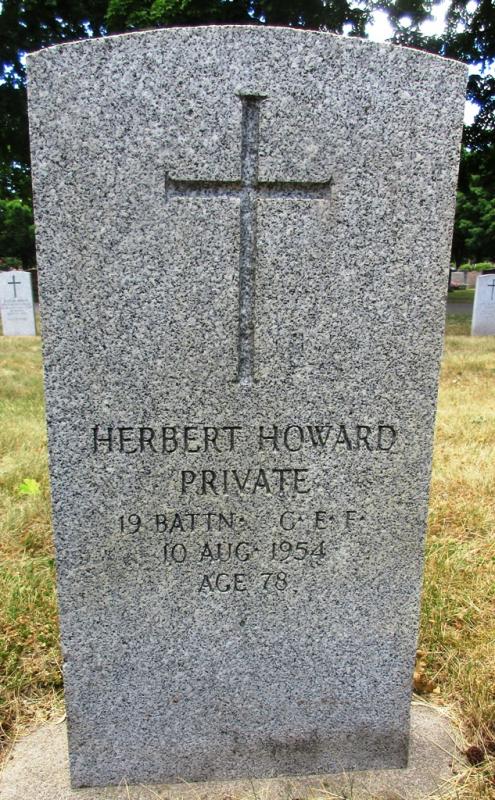 HERBERT HOWARD
PRIVATE
19 BATTN. C. E. F.
10 AUG. 1954
AGE 78